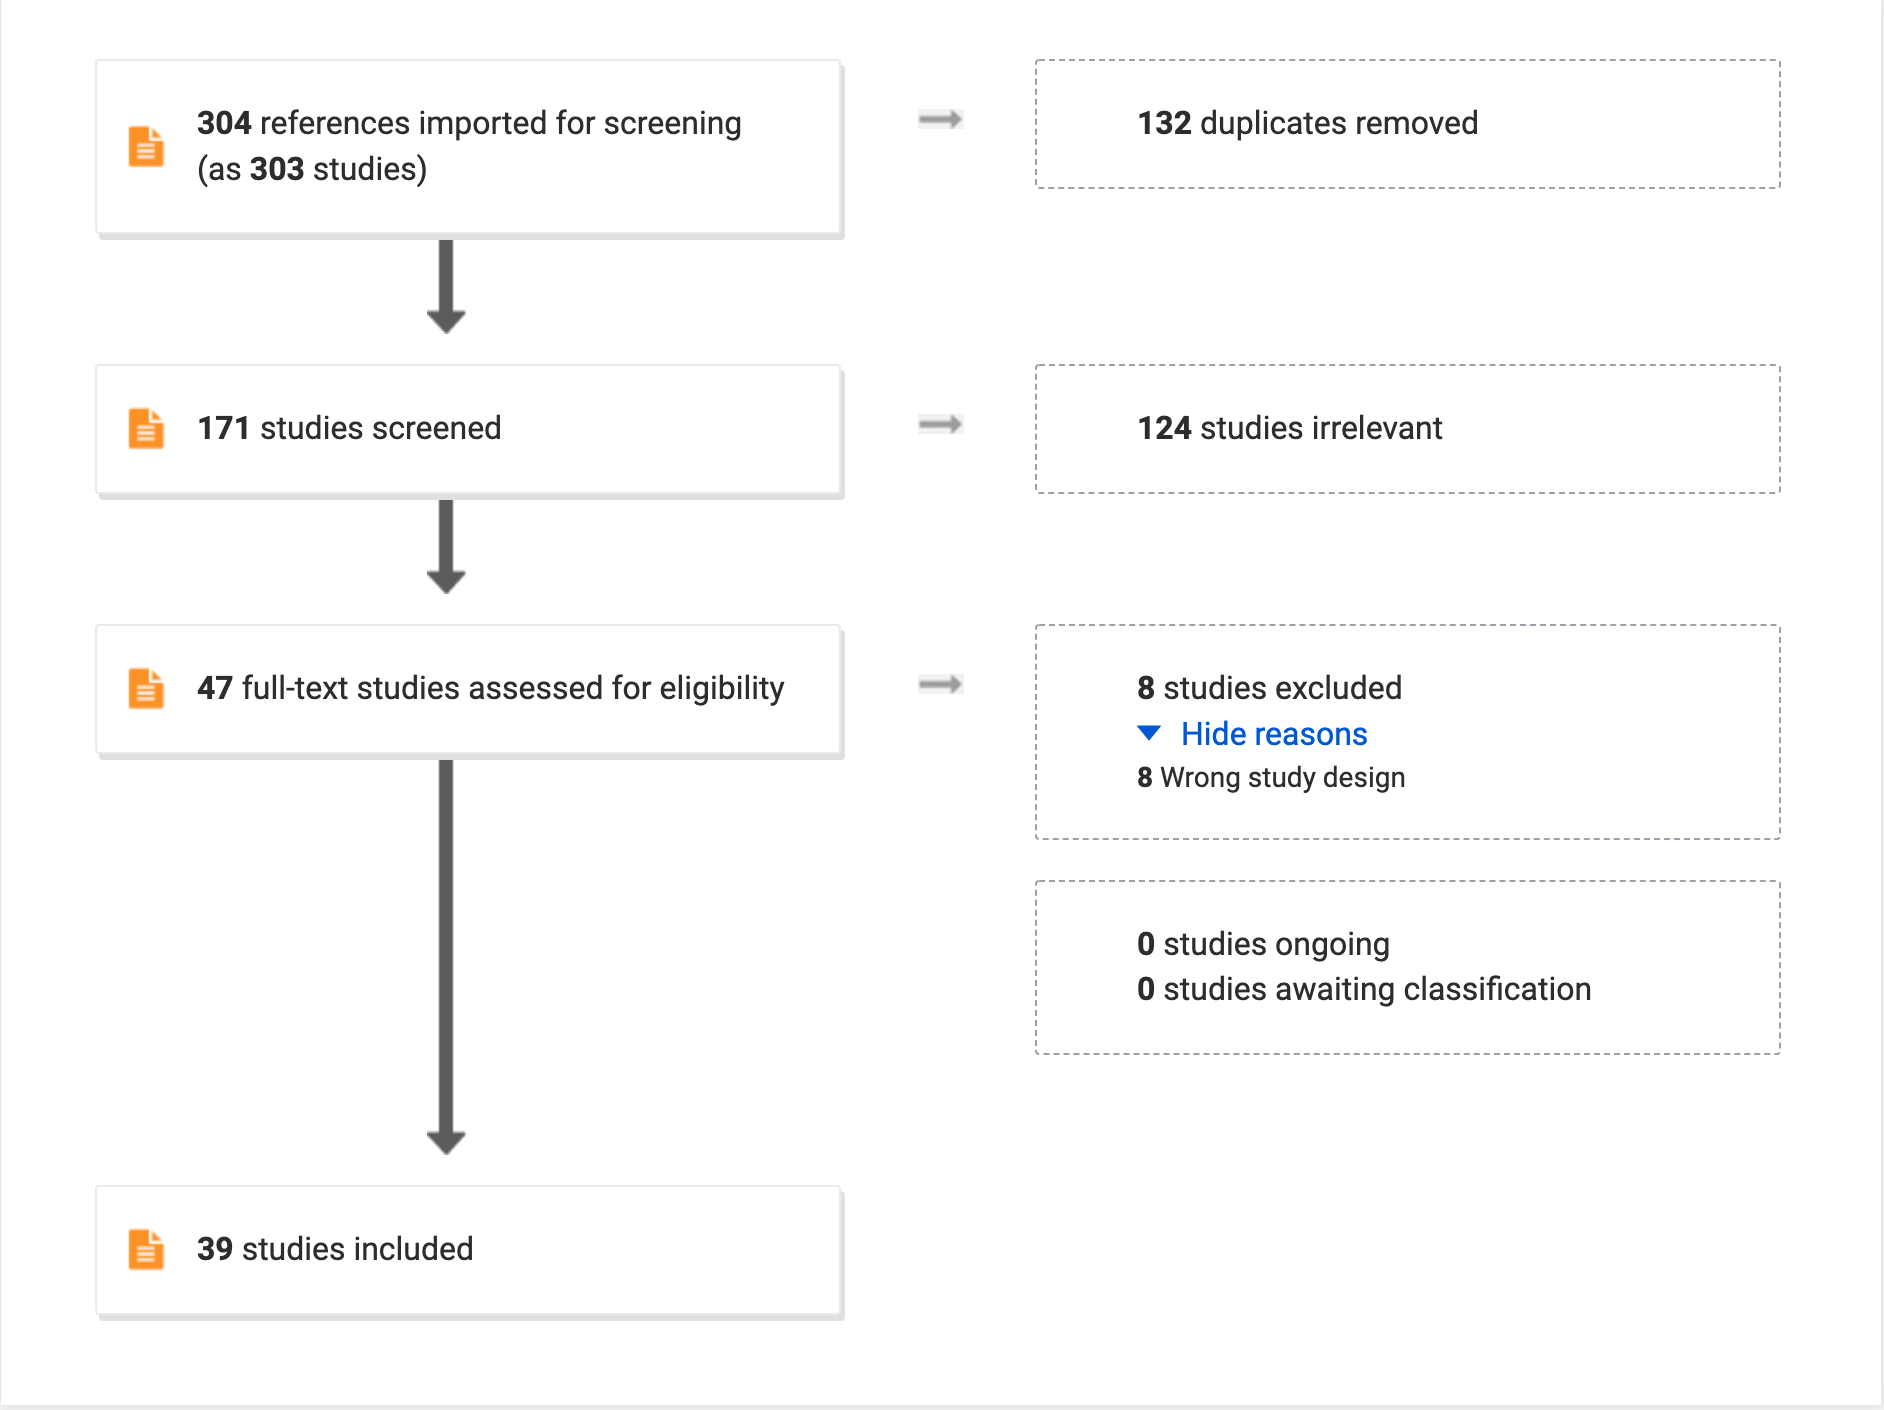 304 references imported for screening
(as 303 studies)
132 duplicates removed
171 studies screened
124 studies irrelevant
47 full-text studies assessed for eligibility
8 studies excluded
Hide reasons
8 Wrong study design
0 studies ongoing
0 studies awaiting classification
39 studies included